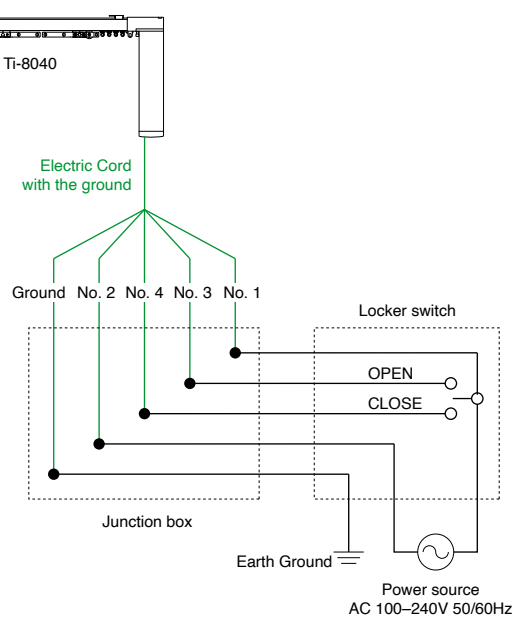 Ti-8040
Electric Cord
with the ground
Ground No. 2 No. 4 No. 3 No. 1
Locker switch
OPEN
CLOSE
Junction box
Earth Ground
Power source
AC 100–240V 50/60Hz